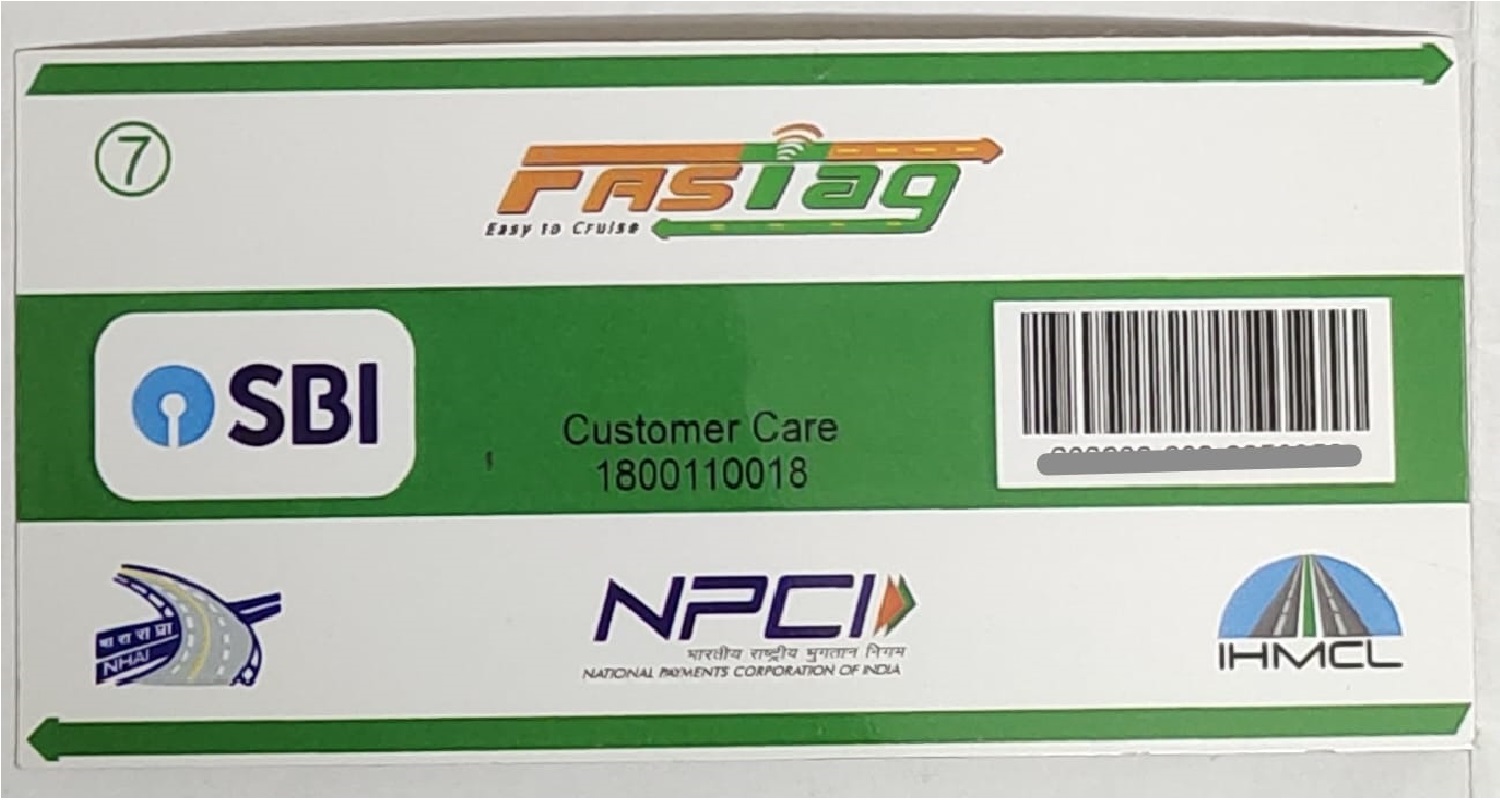 7
FASTag
Easy to Cruise
SBI
Customer Care
1800110018
भा रा रा प्रा
NHAI
NPCI
भारतीय राष्ट्रीय भुगतान निगम
NATIONAL PAYMENTS CORPORATION OF INDIA
IHMCL